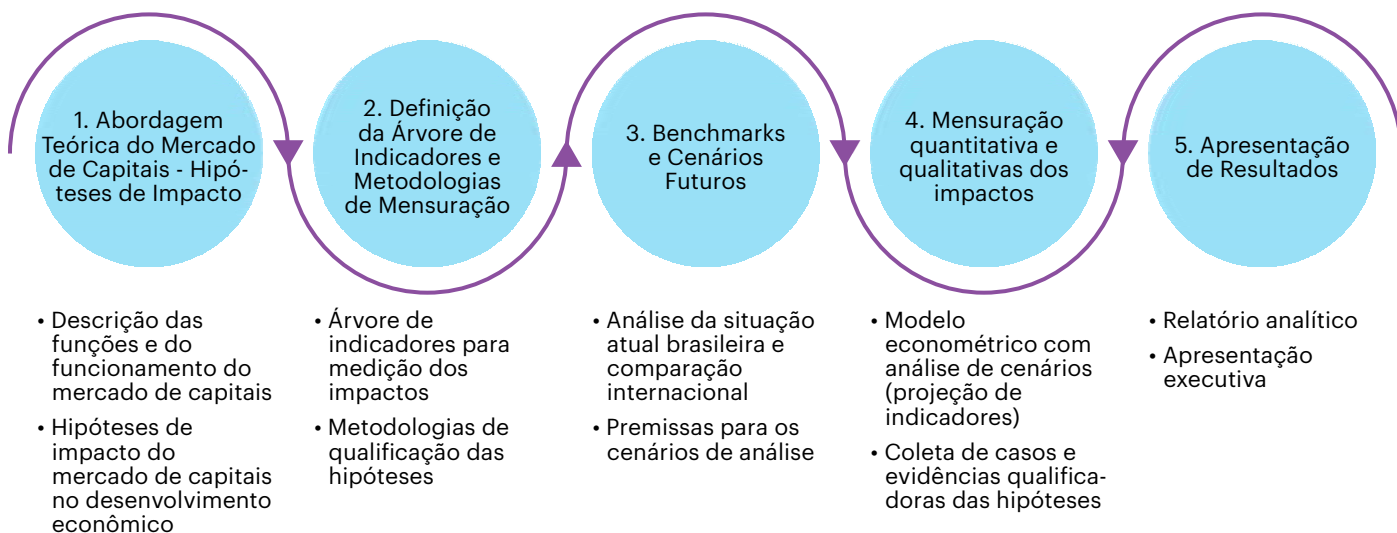 1. Abordagem
Teórica do Mercado
de Capitais - Hipó-
teses de Impacto
2. Definição
da Árvore de
Indicadores e
Metodologias
de Mensuração
3. Benchmarks
e Cenários
Futuros
4. Mensuração
quantitativa e
qualitativas dos
impactos
5. Apresentação
de Resultados
• Descrição das
funções e do
funcionamento do
mercado de capitais
• Hipóteses de
impacto do
mercado de capitais
no desenvolvimento
econômico
• Árvore de
indicadores para
medição dos
impactos
• Metodologias de
qualificação das
hipóteses
• Análise da situação
atual brasileira e
comparação
internacional
• Premissas para os
cenários de análise
• Modelo
econométrico com
análise de cenários
(projeção de
indicadores)
• Coleta de casos e
evidências qualifica-
doras das hipóteses
• Relatório analítico
• Apresentação
executiva